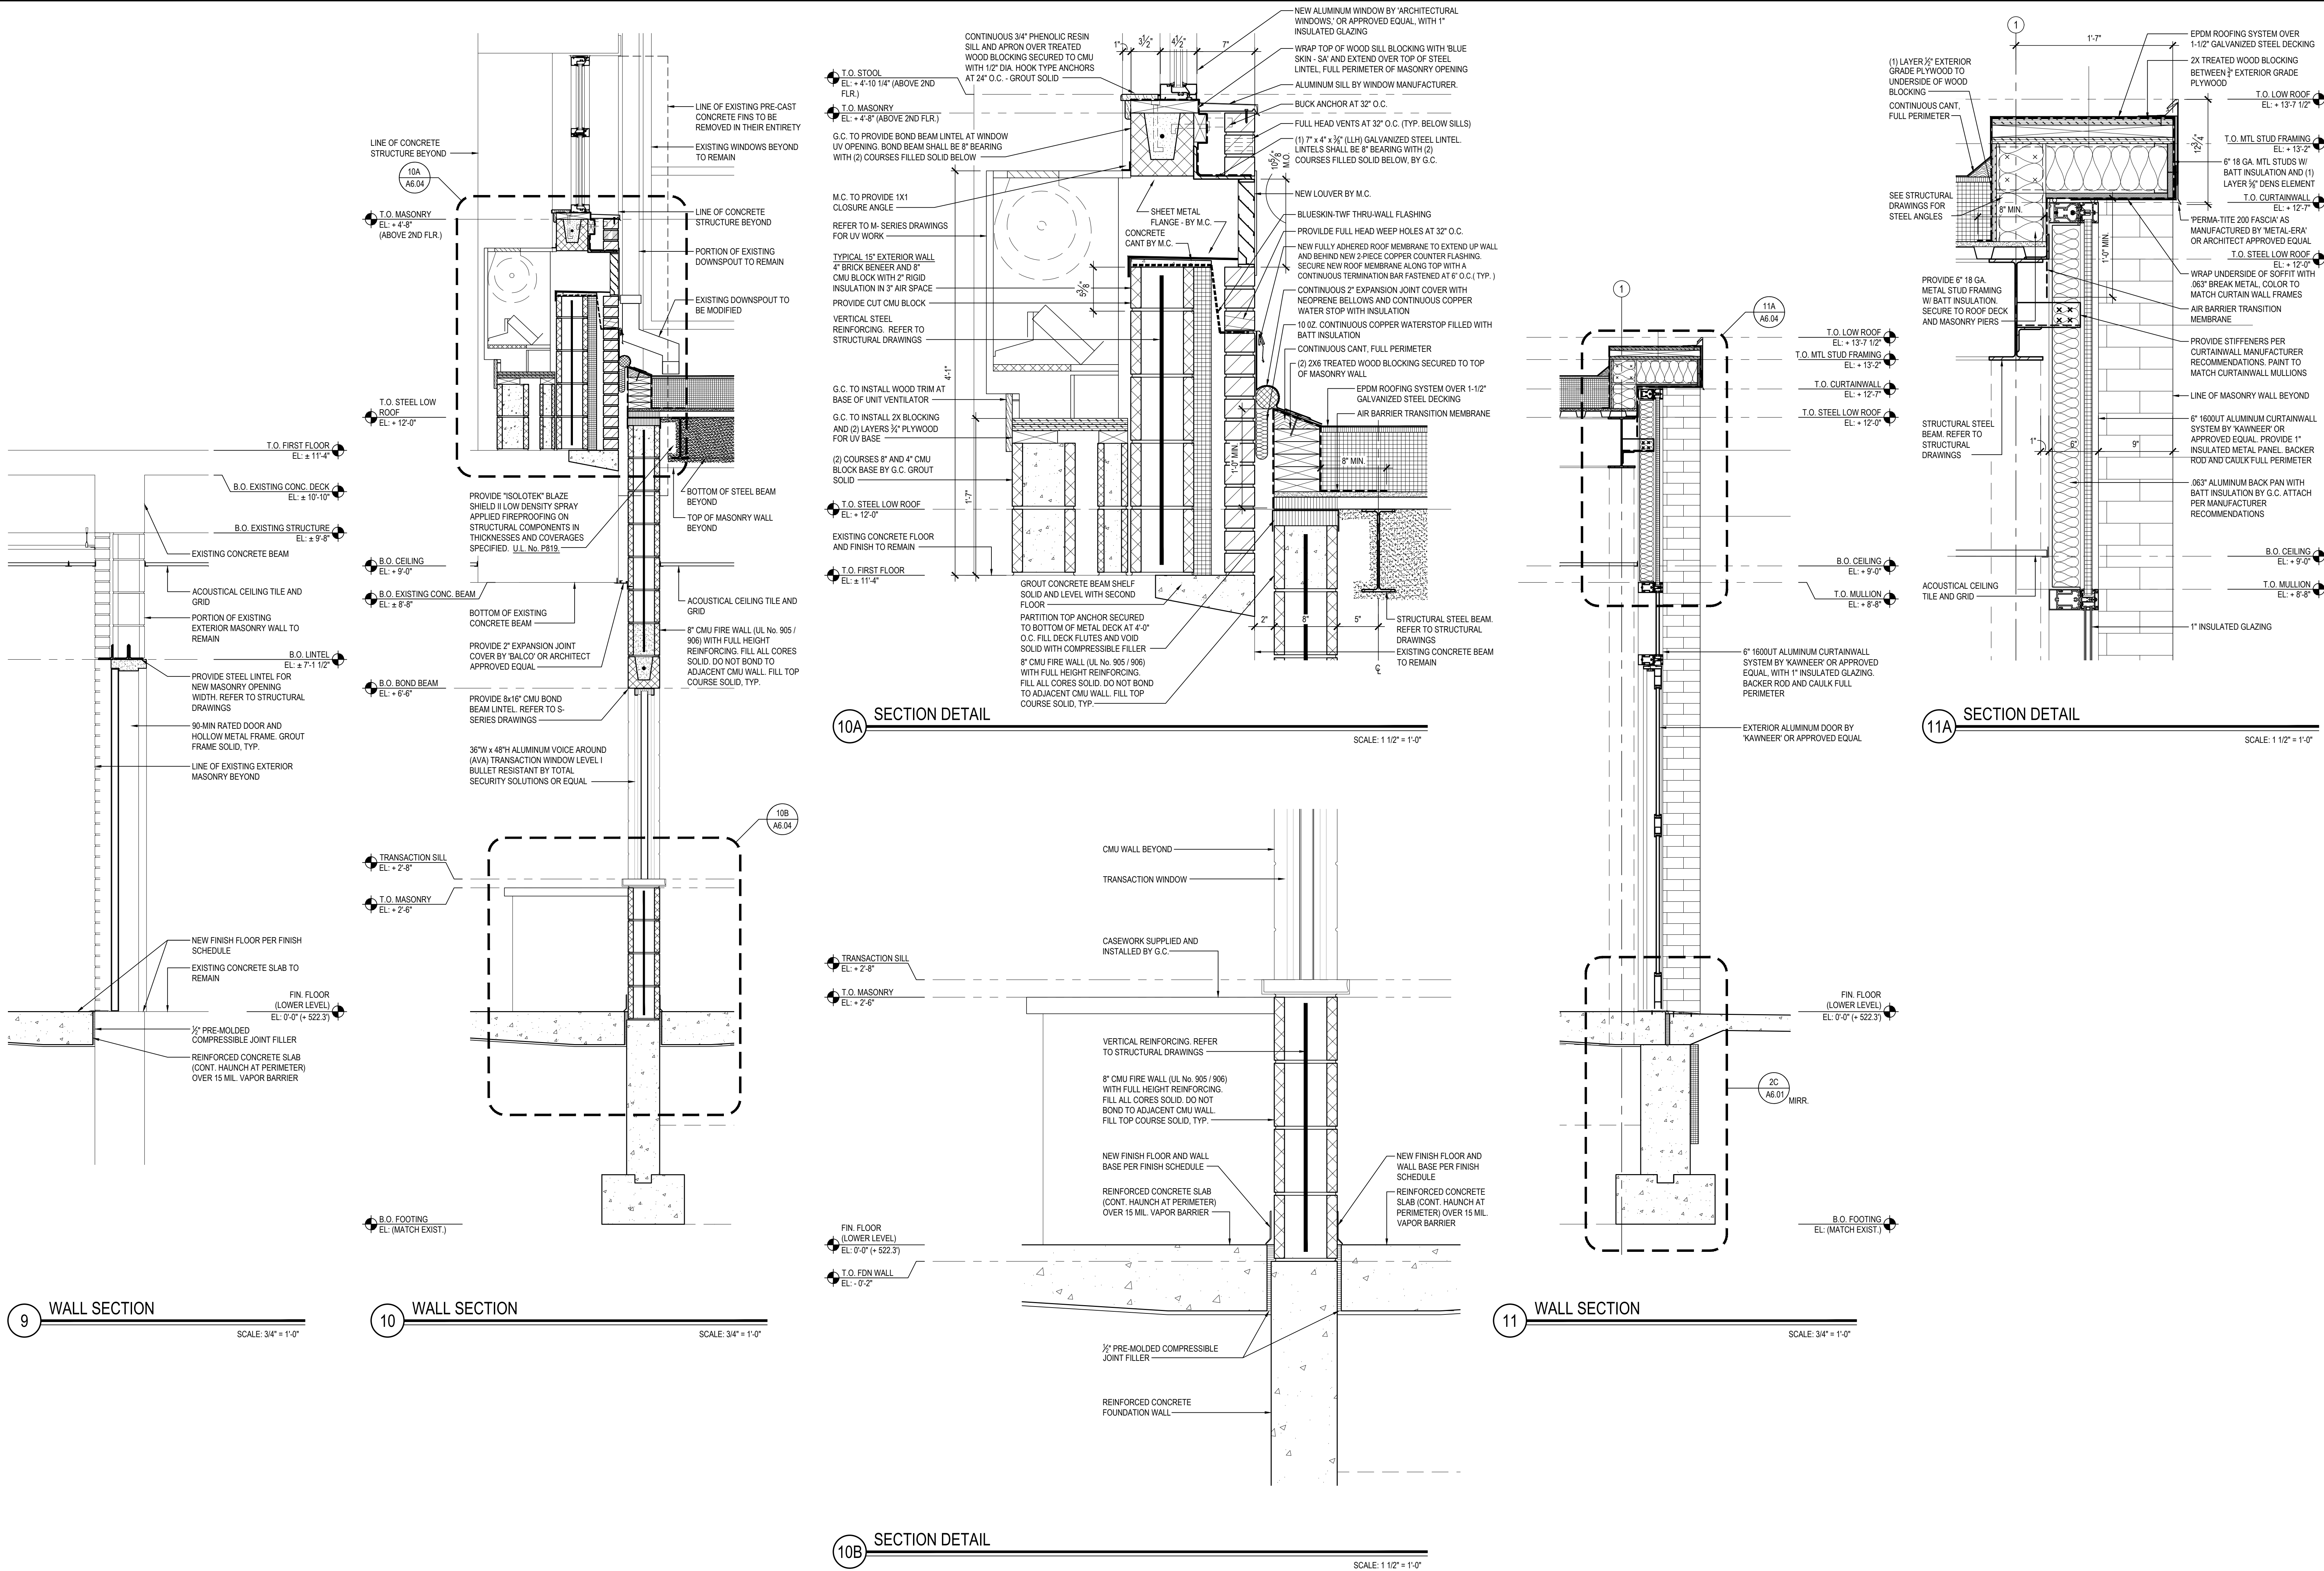 LINE OF CONCRETE
STRUCTURE BEYOND
10A
A6.04
T.O. MASONRY
EL: + 4'-8"
(ABOVE 2ND FLR.)
LINE OF EXISTING PRE-CAST
CONCRETE FINS TO BE
REMOVED IN THEIR ENTIRETY
EXISTING WINDOWS BEYOND
TO REMAIN
LINE OF CONCRETE
STRUCTURE BEYOND
PORTION OF EXISTING
DOWNSPOUT TO REMAIN
EXISTING DOWNSPOUT TO
BE MODIFIED
T.O. STEEL LOW
ROOF
EL: + 12'-0"
T.O. FIRST FLOOR
EL: ± 11'-4"
B.O. EXISTING CONC. DECK
EL: ± 10'-10"
B.O. EXISTING STRUCTURE
EL: ± 9'-8"
EXISTING CONCRETE BEAM
ACOUSTICAL CEILING TILE AND
GRID
PORTION OF EXISTING
EXTERIOR MASONRY WALL TO
REMAIN
B.O. LINTEL
EL: ± 7'-1 1/2"
PROVIDE STEEL LINTEL FOR
NEW MASONRY OPENING
WIDTH. REFER TO STRUCTURAL
DRAWINGS
90-MIN RATED DOOR AND
HOLLOW METAL FRAME. GROUT
FRAME SOLID, TYP.
LINE OF EXISTING EXTERIOR
MASONRY BEYOND
NEW FINISH FLOOR PER FINISH
SCHEDULE
EXISTING CONCRETE SLAB TO
REMAIN
FIN. FLOOR
(LOWER LEVEL)
EL: 0'-0" (+ 522.3')
½" PRE-MOLDED
COMPRESSIBLE JOINT FILLER
REINFORCED CONCRETE SLAB
(CONT. HAUNCH AT PERIMETER)
OVER 15 MIL. VAPOR BARRIER
9
WALL SECTION
SCALE: 3/4" = 1'-0"
PROVIDE "ISOLOTEK" BLAZE
SHIELD II LOW DENSITY SPRAY
APPLIED FIREPROOFING ON
STRUCTURAL COMPONENTS IN
THICKNESSES AND COVERAGES
SPECIFIED. U.L. No. P819.
BOTTOM OF STEEL BEAM
BEYOND
TOP OF MASONRY WALL
BEYOND
B.O. CEILING
EL: + 9'-0"
B.O. EXISTING CONC. BEAM
EL: ± 8'-8"
BOTTOM OF EXISTING
CONCRETE BEAM
PROVIDE 2" EXPANSION JOINT
COVER BY 'BALCO' OR ARCHITECT
APPROVED EQUAL
ACOUSTICAL CEILING TILE AND
GRID
8" CMU FIRE WALL (UL No. 905 /
906) WITH FULL HEIGHT
REINFORCING. FILL ALL CORES
SOLID. DO NOT BOND TO
ADJACENT CMU WALL. FILL TOP
COURSE SOLID, TYP.
B.O. BOND BEAM
EL: + 6'-6"
PROVIDE 8x16" CMU BOND
BEAM LINTEL. REFER TO S-
SERIES DRAWINGS
36"W x 48"H ALUMINUM VOICE AROUND
(AVA) TRANSACTION WINDOW LEVEL I
BULLET RESISTANT BY TOTAL
SECURITY SOLUTIONS OR EQUAL
10B
A6.04
TRANSACTION SILL
EL: + 2'-8"
T.O. MASONRY
EL: + 2'-6"
B.O. FOOTING
EL: (MATCH EXIST.)
10
WALL SECTION
SCALE: 3/4" = 1'-0"
CONTINUOUS 3/4" PHENOLIC RESIN
SILL AND APRON OVER TREATED
WOOD BLOCKING SECURED TO CMU
WITH 1/2" DIA. HOOK TYPE ANCHORS
AT 24" O.C. - GROUT SOLID
1"
3½"
4½"
7"
T.O. STOOL
EL: + 4'-10 1/4" (ABOVE 2ND
FLR.)
T.O. MASONRY
EL: + 4'-8" (ABOVE 2ND FLR.)
G.C. TO PROVIDE BOND BEAM LINTEL AT WINDOW
UV OPENING. BOND BEAM SHALL BE 8" BEARING
WITH (2) COURSES FILLED SOLID BELOW
M.C. TO PROVIDE 1X1
CLOSURE ANGLE
REFER TO M- SERIES DRAWINGS
FOR UV WORK
TYPICAL 15" EXTERIOR WALL
4" BRICK BENEER AND 8"
CMU BLOCK WITH 2" RIGID
INSULATION IN 3" AIR SPACE
PROVIDE CUT CMU BLOCK
VERTICAL STEEL
REINFORCING. REFER TO
STRUCTURAL DRAWINGS
4'-1"
G.C. TO INSTALL WOOD TRIM AT
BASE OF UNIT VENTILATOR
G.C. TO INSTALL 2X BLOCKING
AND (2) LAYERS ¾" PLYWOOD
FOR UV BASE
(2) COURSES 8" AND 4" CMU
BLOCK BASE BY G.C. GROUT
SOLID
1'-7"
T.O. STEEL LOW ROOF
EL: + 12'-0"
EXISTING CONCRETE FLOOR
AND FINISH TO REMAIN
T.O. FIRST FLOOR
EL: ± 11'-4"
SHEET METAL
FLANGE - BY M.C.
CONCRETE
CANT BY M.C.
5⅜"
10⅝"
M.O.
NEW ALUMINUM WINDOW BY 'ARCHITECTURAL
WINDOWS,' OR APPROVED EQUAL, WITH 1"
INSULATED GLAZING
WRAP TOP OF WOOD SILL BLOCKING WITH 'BLUE
SKIN - SA' AND EXTEND OVER TOP OF STEEL
LINTEL, FULL PERIMETER OF MASONRY OPENING
ALUMINUM SILL BY WINDOW MANUFACTURER.
BUCK ANCHOR AT 32" O.C.
FULL HEAD VENTS AT 32" O.C. (TYP. BELOW SILLS)
(1) 7" x 4" x ⅜" (LLH) GALVANIZED STEEL LINTEL.
LINTELS SHALL BE 8" BEARING WITH (2)
COURSES FILLED SOLID BELOW, BY G.C.
NEW LOUVER BY M.C.
BLUESKIN-TWF THRU-WALL FLASHING
PROVILDE FULL HEAD WEEP HOLES AT 32" O.C.
NEW FULLY ADHERED ROOF MEMBRANE TO EXTEND UP WALL
AND BEHIND NEW 2-PIECE COPPER COUNTER FLASHING.
SECURE NEW ROOF MEMBRANE ALONG TOP WITH A
CONTINUOUS TERMINATION BAR FASTENED AT 6" O.C.( TYP. )
CONTINUOUS 2" EXPANSION JOINT COVER WITH
NEOPRENE BELLOWS AND CONTINUOUS COPPER
WATER STOP WITH INSULATION
10 OZ. CONTINUOUS COPPER WATERSTOP FILLED WITH
BATT INSULATION
CONTINUOUS CANT, FULL PERIMETER
(2) 2X6 TREATED WOOD BLOCKING SECURED TO TOP
OF MASONRY WALL
EPDM ROOFING SYSTEM OVER 1-1/2"
GALVANIZED STEEL DECKING
AIR BARRIER TRANSITION MEMBRANE
1'-0" MIN.
8" MIN.
GROUT CONCRETE BEAM SHELF
SOLID AND LEVEL WITH SECOND
FLOOR
PARTITION TOP ANCHOR SECURED
TO BOTTOM OF METAL DECK AT 4'-0"
O.C. FILL DECK FLUTES AND VOID
SOLID WITH COMPRESSIBLE FILLER
8" CMU FIRE WALL (UL No. 905 / 906)
WITH FULL HEIGHT REINFORCING.
FILL ALL CORES SOLID. DO NOT BOND
TO ADJACENT CMU WALL. FILL TOP
COURSE SOLID, TYP.
2"
8"
5"
STRUCTURAL STEEL BEAM.
REFER TO STRUCTURAL
DRAWINGS
EXISTING CONCRETE BEAM
TO REMAIN
10A
SECTION DETAIL
SCALE: 1 1/2" = 1'-0"
CMU WALL BEYOND
TRANSACTION WINDOW
CASEWORK SUPPLIED AND
INSTALLED BY G.C.
TRANSACTION SILL
EL: + 2'-8"
T.O. MASONRY
EL: + 2'-6"
VERTICAL REINFORCING. REFER
TO STRUCTURAL DRAWINGS
8" CMU FIRE WALL (UL No. 905 / 906)
WITH FULL HEIGHT REINFORCING.
FILL ALL CORES SOLID. DO NOT
BOND TO ADJACENT CMU WALL.
FILL TOP COURSE SOLID, TYP.
NEW FINISH FLOOR AND WALL
BASE PER FINISH SCHEDULE
REINFORCED CONCRETE SLAB
(CONT. HAUNCH AT PERIMETER)
OVER 15 MIL. VAPOR BARRIER
NEW FINISH FLOOR AND
WALL BASE PER FINISH
SCHEDULE
REINFORCED CONCRETE
SLAB (CONT. HAUNCH AT
PERIMETER) OVER 15 MIL.
VAPOR BARRIER
FIN. FLOOR
(LOWER LEVEL)
EL: 0'-0" (+ 522.3')
T.O. FDN WALL
EL: - 0'-2"
½" PRE-MOLDED COMPRESSIBLE
JOINT FILLER
REINFORCED CONCRETE
FOUNDATION WALL
10B
SECTION DETAIL
SCALE: 1 1/2" = 1'-0"
1
11A
A6.04
T.O. LOW ROOF
EL: + 13'-7 1/2"
T.O. MTL STUD FRAMING
EL: + 13'-2"
T.O. CURTAINWALL
EL: + 12'-7"
T.O. STEEL LOW ROOF
EL: + 12'-0"
B.O. CEILING
EL: + 9'-0"
T.O. MULLION
EL: + 8'-8"
6" 1600UT ALUMINUM CURTAINWALL
SYSTEM BY 'KAWNEER' OR APPROVED
EQUAL, WITH 1" INSULATED GLAZING.
BACKER ROD AND CAULK FULL
PERIMETER
EXTERIOR ALUMINUM DOOR BY
'KAWNEER' OR APPROVED EQUAL
FIN. FLOOR
(LOWER LEVEL)
EL: 0'-0" (+ 522.3')
2C
A6.01
MIRR.
B.O. FOOTING
EL: (MATCH EXIST.)
11
WALL SECTION
SCALE: 3/4" = 1'-0"
1
1'-7"
(1) LAYER ½" EXTERIOR
GRADE PLYWOOD TO
UNDERSIDE OF WOOD
BLOCKING
CONTINUOUS CANT,
FULL PERIMETER
SEE STRUCTURAL
DRAWINGS FOR
STEEL ANGLES
8" MIN.
PROVIDE 6" 18 GA.
METAL STUD FRAMING
W/ BATT INSULATION.
SECURE TO ROOF DECK
AND MASONRY PIERS
STRUCTURAL STEEL
BEAM. REFER TO
STRUCTURAL
DRAWINGS
1"
6"
9"
ACOUSTICAL CEILING
TILE AND GRID
EPDM ROOFING SYSTEM OVER
1-1/2" GALVANIZED STEEL DECKING
2X TREATED WOOD BLOCKING
BETWEEN ¾" EXTERIOR GRADE
PLYWOOD
T.O. LOW ROOF
EL: + 13'-7 1/2"
12¾"
T.O. MTL STUD FRAMING
EL: + 13'-2"
6" 18 GA. MTL STUDS W/
BATT INSULATION AND (1)
LAYER ⅝" DENS ELEMENT
T.O. CURTAINWALL
EL: + 12'-7"
'PERMA-TITE 200 FASCIA' AS
MANUFACTURED BY 'METAL-ERA'
OR ARCHITECT APPROVED EQUAL
T.O. STEEL LOW ROOF
EL: + 12'-0"
1'-0" MIN.
WRAP UNDERSIDE OF SOFFIT WITH
.063" BREAK METAL, COLOR TO
MATCH CURTAIN WALL FRAMES
AIR BARRIER TRANSITION
MEMBRANE
PROVIDE STIFFENERS PER
CURTAINWALL MANUFACTURER
RECOMMENDATIONS. PAINT TO
MATCH CURTAINWALL MULLIONS
LINE OF MASONRY WALL BEYOND
6" 1600UT ALUMINUM CURTAINWALL
SYSTEM BY 'KAWNEER' OR
APPROVED EQUAL. PROVIDE 1"
INSULATED METAL PANEL. BACKER
ROD AND CAULK FULL PERIMETER
.063" ALUMINUM BACK PAN WITH
BATT INSULATION BY G.C. ATTACH
PER MANUFACTURER
RECOMMENDATIONS
B.O. CEILING
EL: + 9'-0"
T.O. MULLION
EL: + 8'-8"
1" INSULATED GLAZING
11A
SECTION DETAIL
SCALE: 1 1/2" = 1'-0"